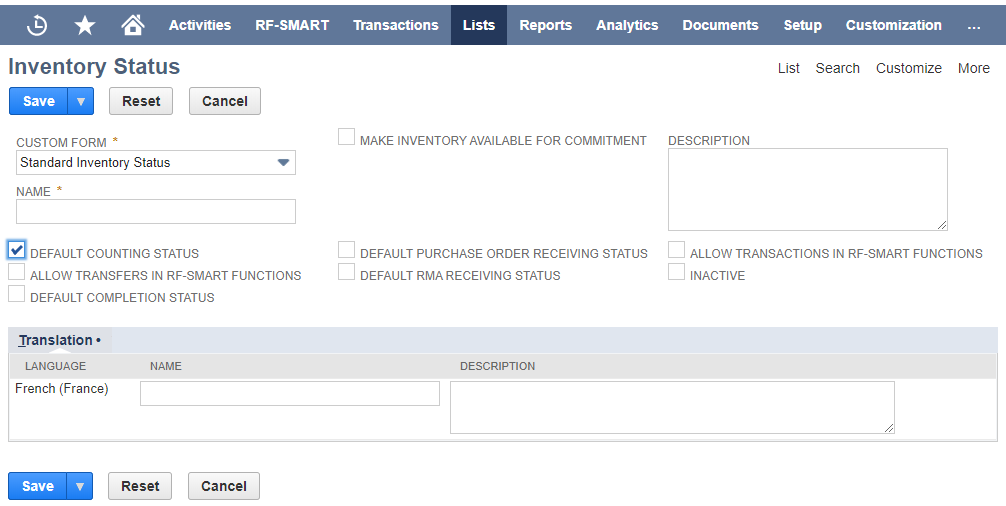 Activities RF-SMART Transactions Lists Reports Analytics Documents Setup Customization ...
Inventory Status
List Search Customize More
Save Reset Cancel
CUSTOM FORM *
Standard Inventory Status
NAME *
MAKE INVENTORY AVAILABLE FOR COMMITMENT
DESCRIPTION
DEFAULT COUNTING STATUS
ALLOW TRANSFERS IN RF-SMART FUNCTIONS
DEFAULT COMPLETION STATUS
DEFAULT PURCHASE ORDER RECEIVING STATUS
DEFAULT RMA RECEIVING STATUS
ALLOW TRANSACTIONS IN RF-SMART FUNCTIONS
INACTIVE
Translation •
LANGUAGE NAME DESCRIPTION
French (France)
Save Reset Cancel